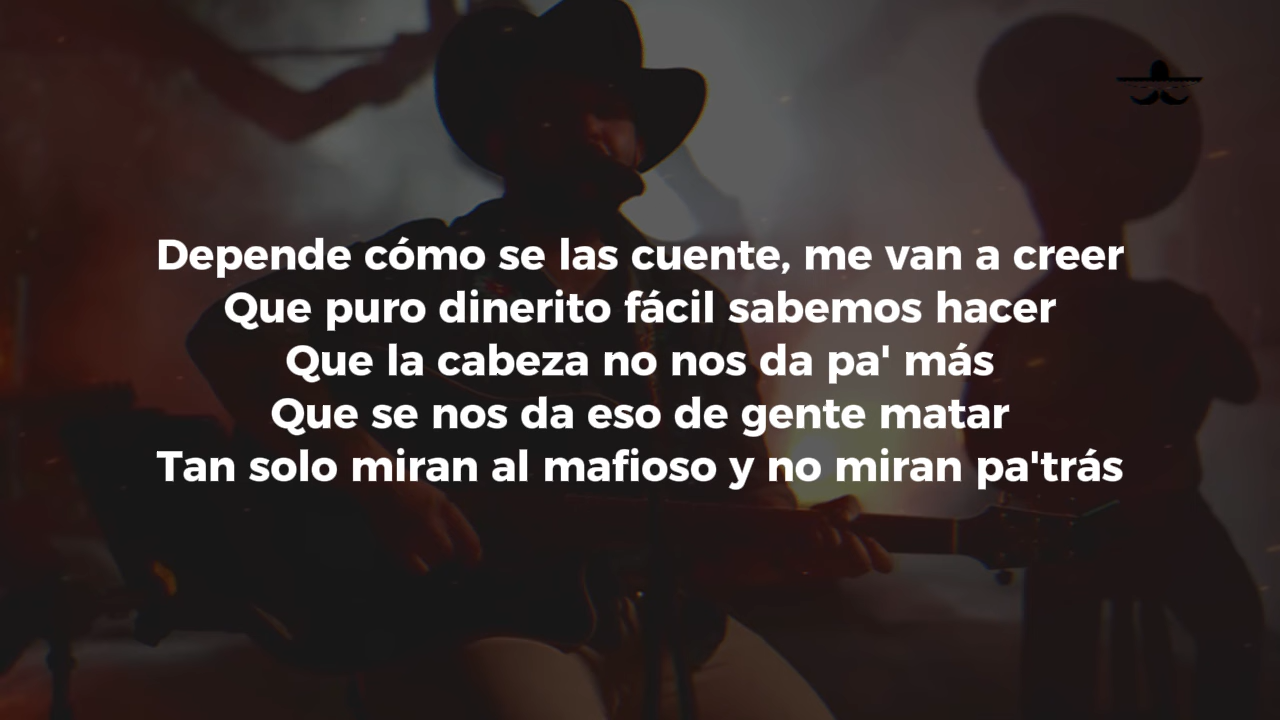 Depende cómo se las cuente, me van a creer
Que puro dinerito fácil sabemos hacer
Que la cabeza no nos da pa' más
Que se nos da eso de gente matar
Tan solo miran al mafioso y no miran pa'trás